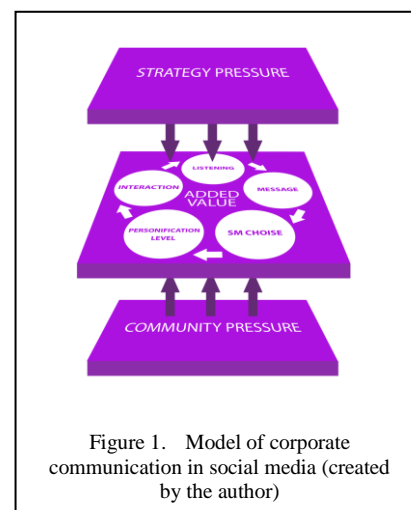 STRATEGY PRESSURE
LISTENING
INTERACTION
MESSAGE
ADDED
VALUE
PERSONIFICATION
LEVEL
SM CHOISE
COMMUNITY PRESSURE
Figure 1. Model of corporate
communication in social media (created
by the author)